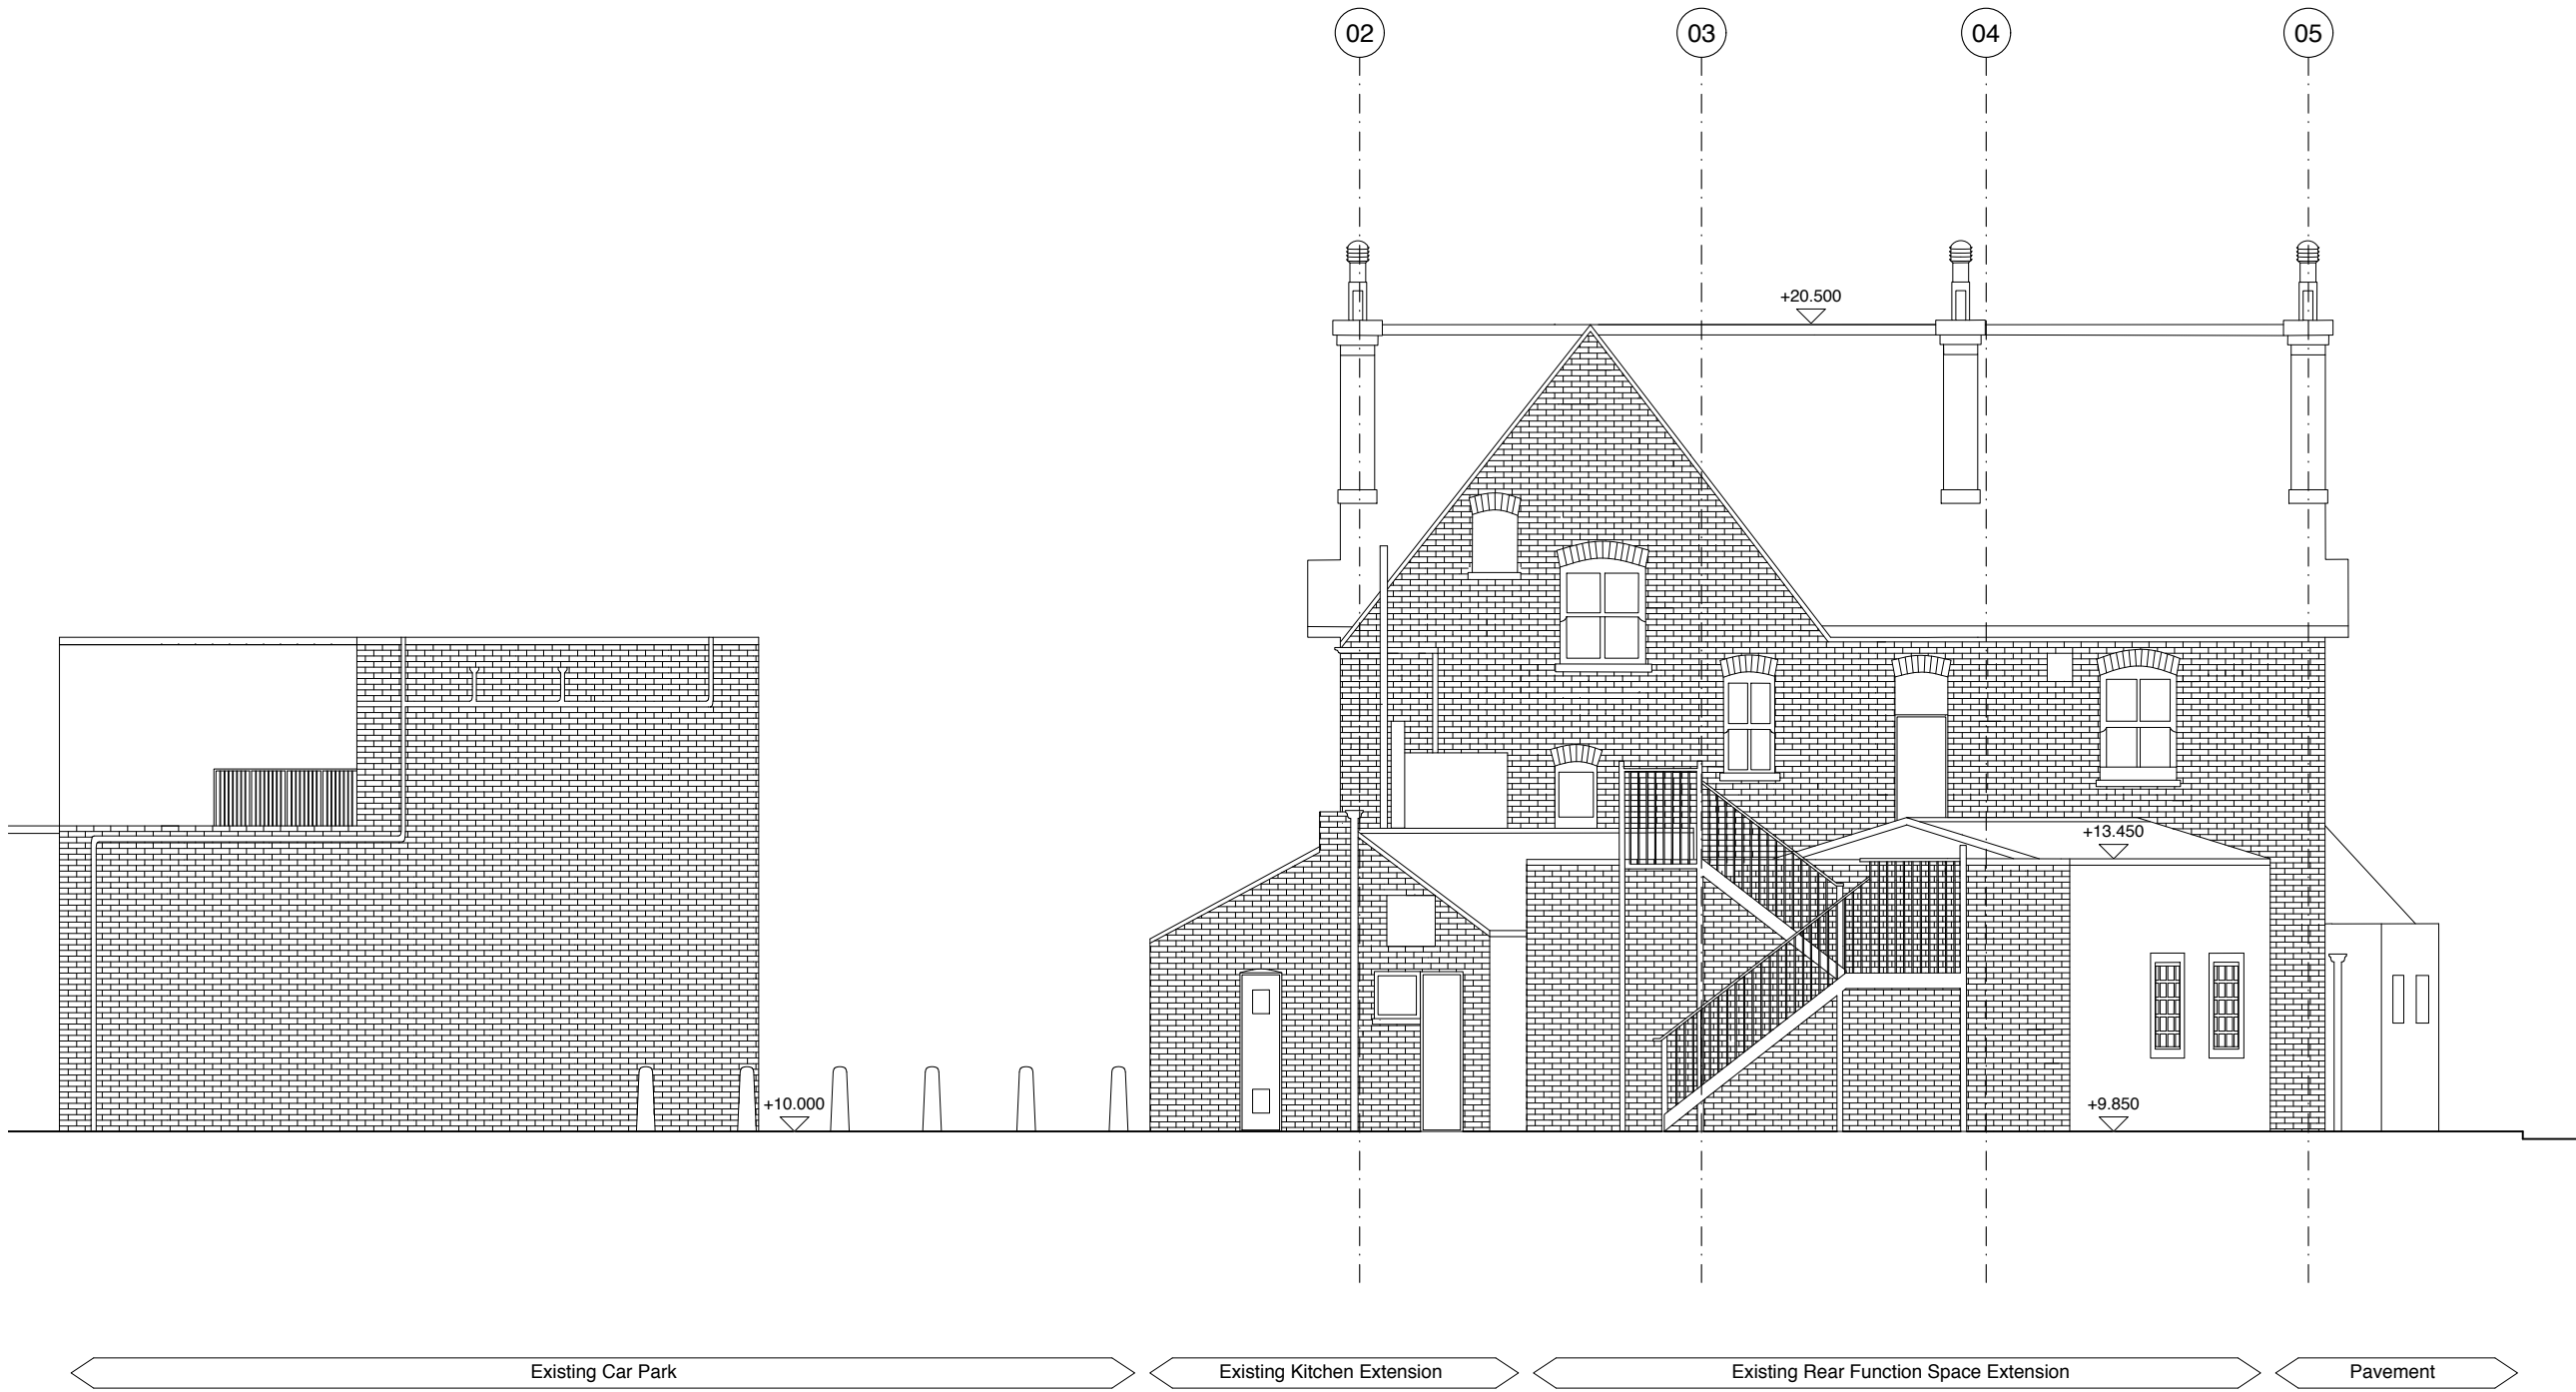 02
03
04
05
+20.500
+13.450
+10.000
+9.850
Existing Car Park
Existing Kitchen Extension
Existing Rear Function Space Extension
Pavement